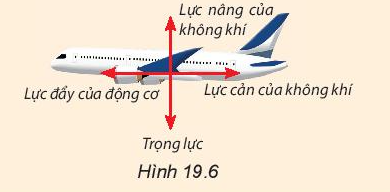 Lực nâng của
không khí
Lực đẩy của động cơ
Lực cản của không khí
Trọng lực
Hình 19.6